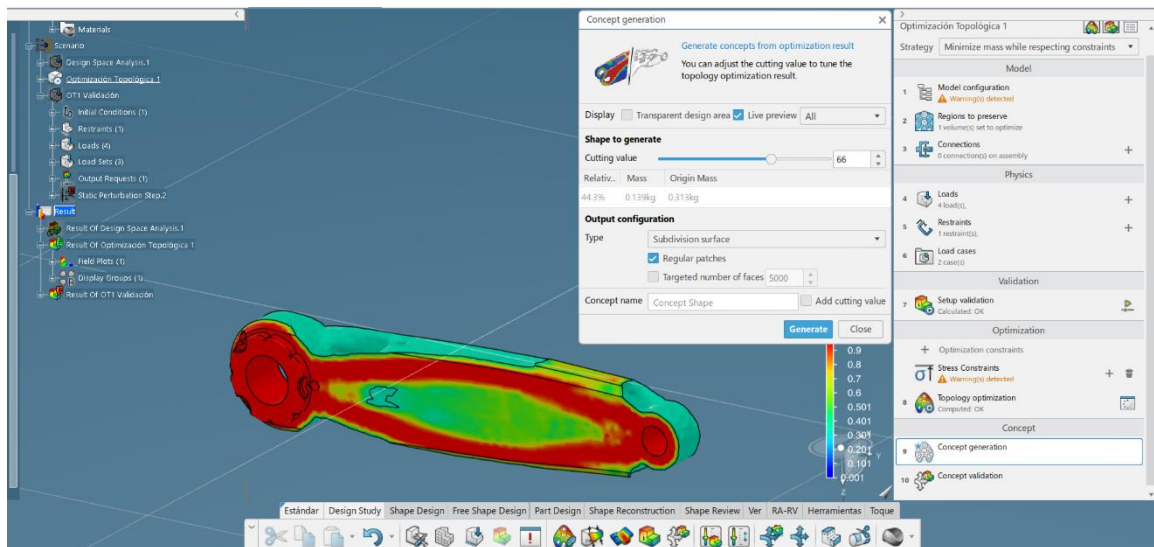 Materials
Scenario
Design Space Analysis.1
Optimización Topológica 1
OT1 Validación
Initial Conditions (1)
Restraints (1)
Loads (4)
Load Sets (3)
Output Requests (1)
Static Perturbation Step.2
Result
Result Of Design Space Analysis.1
Result Of Optimización Topológica 1
Field Plots (1)
Display Groups (1)
Result Of OT1 Validación
Concept generation
Generate concepts from optimization result
You can adjust the cutting value to tune the
topology optimization result.
Display Transparent design area Live preview All
Shape to generate
Cutting value 66
Relativ... Mass Origin Mass
44.3% 0.139kg 0.313kg
Output configuration
Type Subdivision surface
Regular patches
Targeted number of faces 5000
Concept name Concept Shape Add cutting value
Generate Close
0.9
0.8
0.7
0.6
0.501
0.401
0.301
0.201
0.101
0.001
Y
Z
Optimización Topológica 1
Strategy Minimize mass while respecting constraints
Model
1 Model configuration
Warning(s) detected
2 Regions to preserve
1 volume(s) set to optimize
3 Connections
0 connection(s) on assembly
Physics
4 Loads
4 load(s),
5 Restraints
1 restraint(s),
6 Load cases
2 case(s)
Validation
7 Setup validation
Calculated: OK
Optimization
Optimization constraints
Stress Constraints
Warning(s) detected
8 Topology optimization
Computed: OK
Concept
9 Concept generation
10 Concept validation
Estándar Design Study Shape Design Free Shape Design Part Design Shape Reconstruction Shape Review Ver RA-RV Herramientas Toque